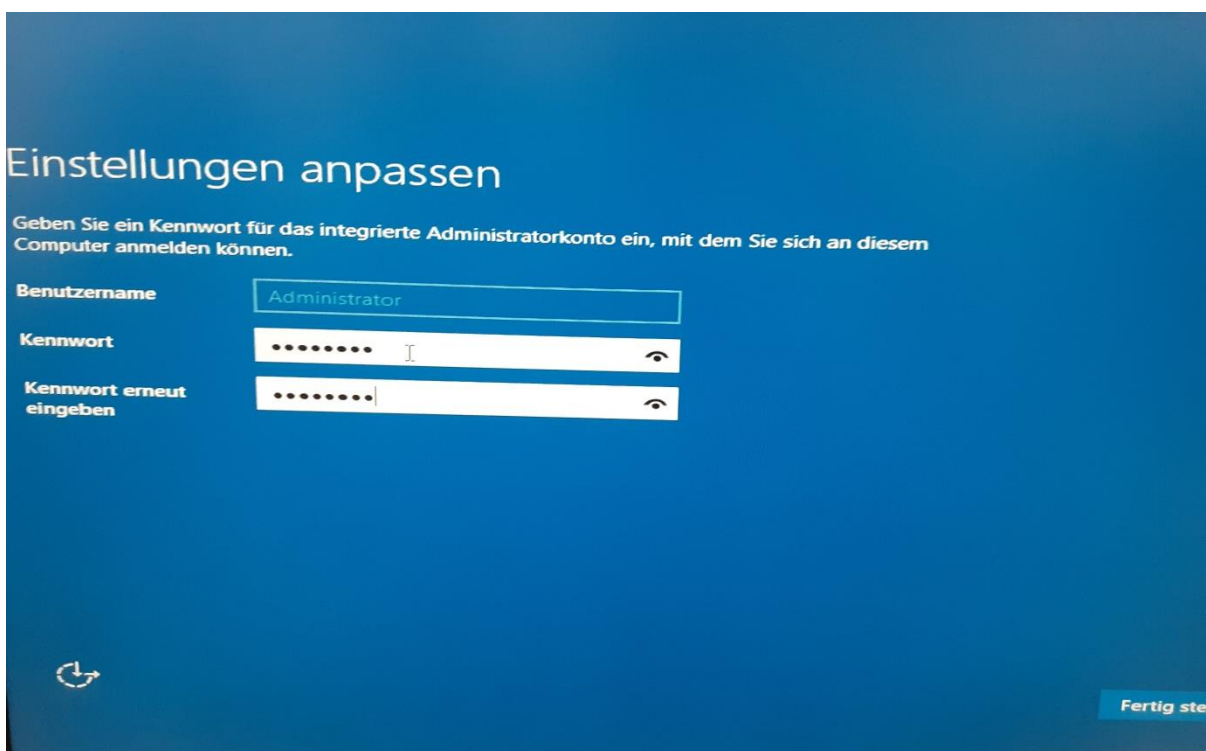 Einstellungen anpassen
Geben Sie ein Kennwort für das integrierte Administratorkonto ein, mit dem Sie sich an diesem
Computer anmelden können.
Benutzername
Administrator
Kennwort
••••••••
Kennwort erneut
eingeben
••••••••
Fertig ste